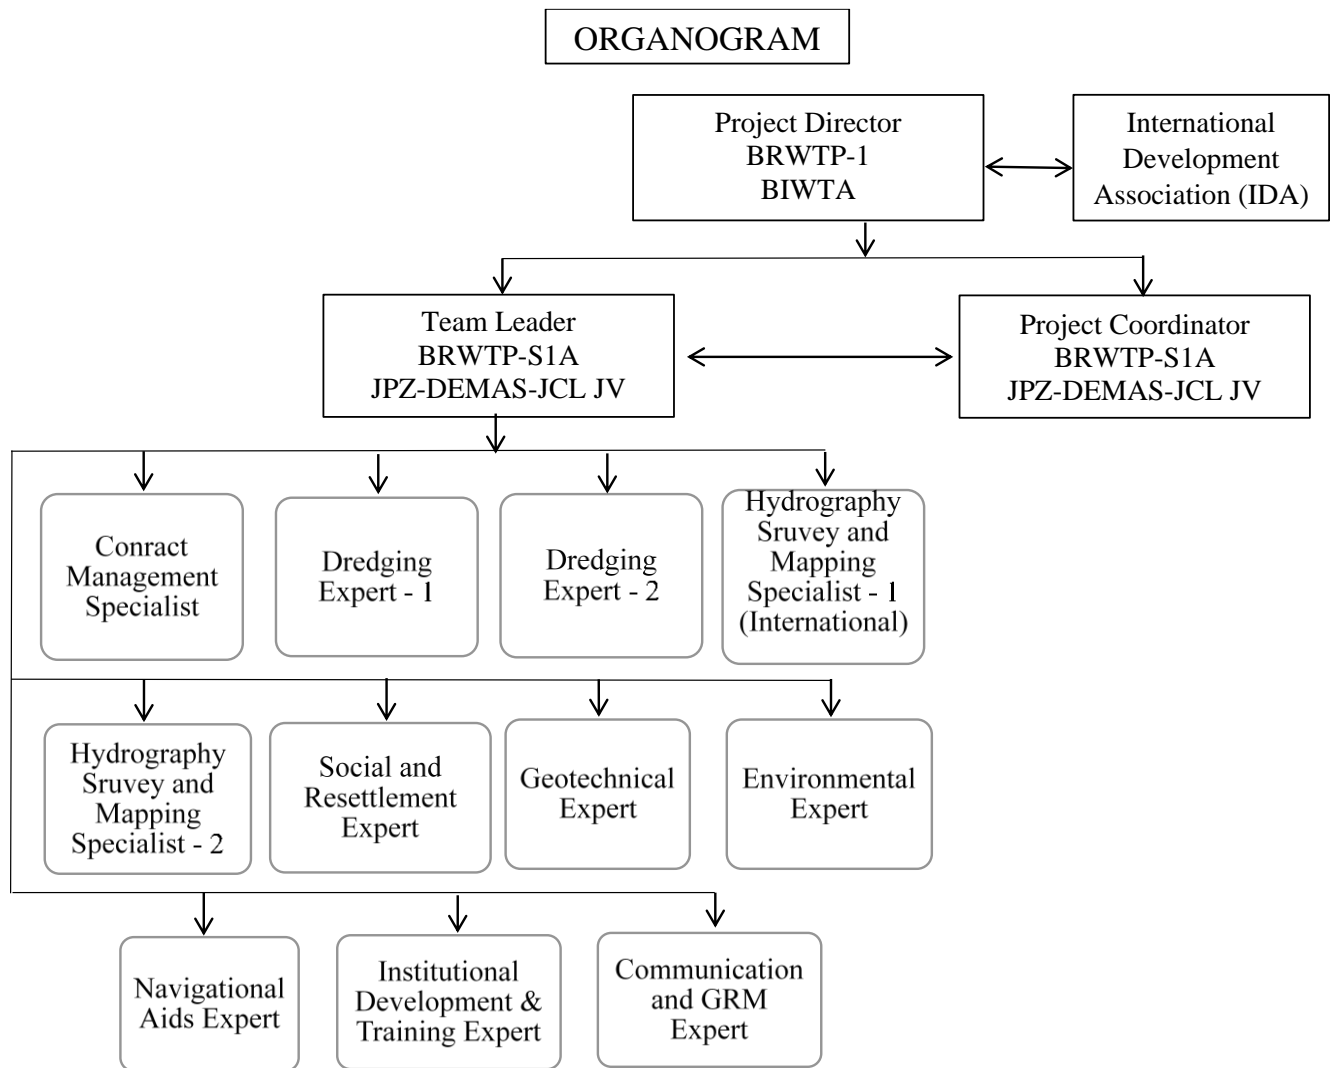 ORGANOGRAM
Project Director
BRWTP-1
BIWTA
International
Development
Association (IDA)
Team Leader
BRWTP-S1A
JPZ-DEMAS-JCL JV
Project Coordinator
BRWTP-S1A
JPZ-DEMAS-JCL JV
Conract
Management
Specialist
Dredging
Expert - 1
Dredging
Expert - 2
Hydrography
Sruvey and
Mapping
Specialist - 1
(International)
Hydrography
Sruvey and
Mapping
Specialist - 2
Social and
Resettlement
Expert
Geotechnical
Expert
Environmental
Expert
Navigational
Aids Expert
Institutional
Development &
Training Expert
Communication
and GRM
Expert